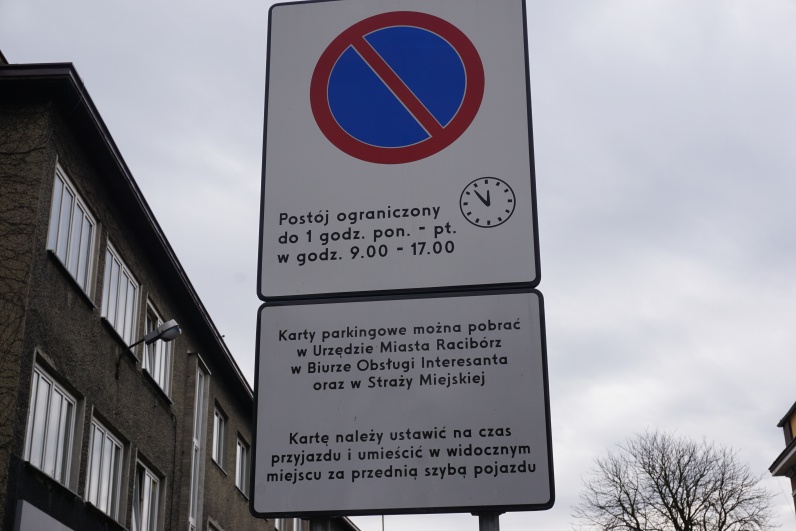 Postój ograniczony
do 1 godz. pon. - pt.
w godz. 9.00 - 17.00
Karty parkingowe można pobrać
w Urzędzie Miasta Racibórz
w Biurze Obsługi Interesanta
oraz w Straży Miejskiej
Kartę należy ustawić na czas
przyjazdu i umieścić w widocznym
miejscu za przednią szybą pojazdu